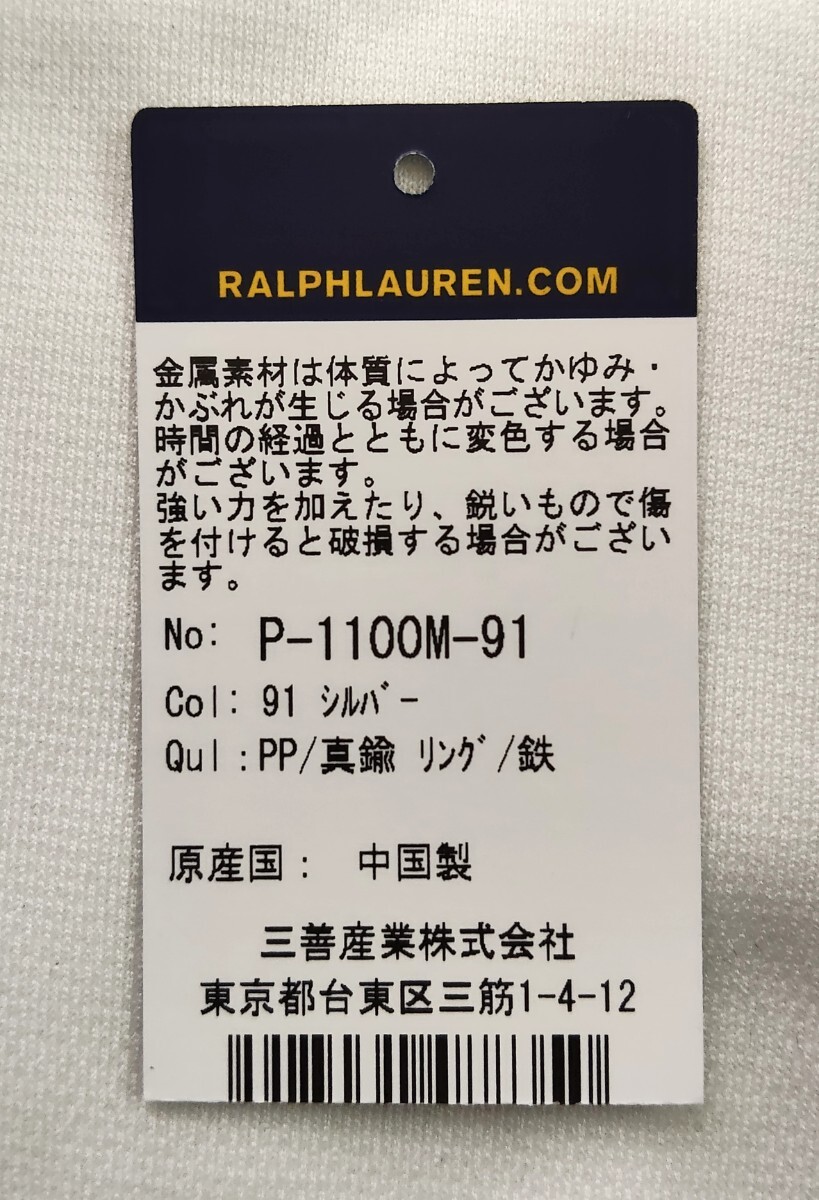 RALPHLAUREN.COM
金属素材は体質によってかゆみ・
かぶれが生じる場合がございます。
時間の経過とともに変色する場合
がございます。
強い力を加えたり、鋭いもので傷
を付けると破損する場合がござい
ます。
No: P-1100M-91
Col: 91 ｼﾙﾊﾞｰ
Qul:PP/真鍮 ﾘﾝｸﾞ/鉄
原産国： 中国製
三善産業株式会社
東京都台東区三筋1-4-12